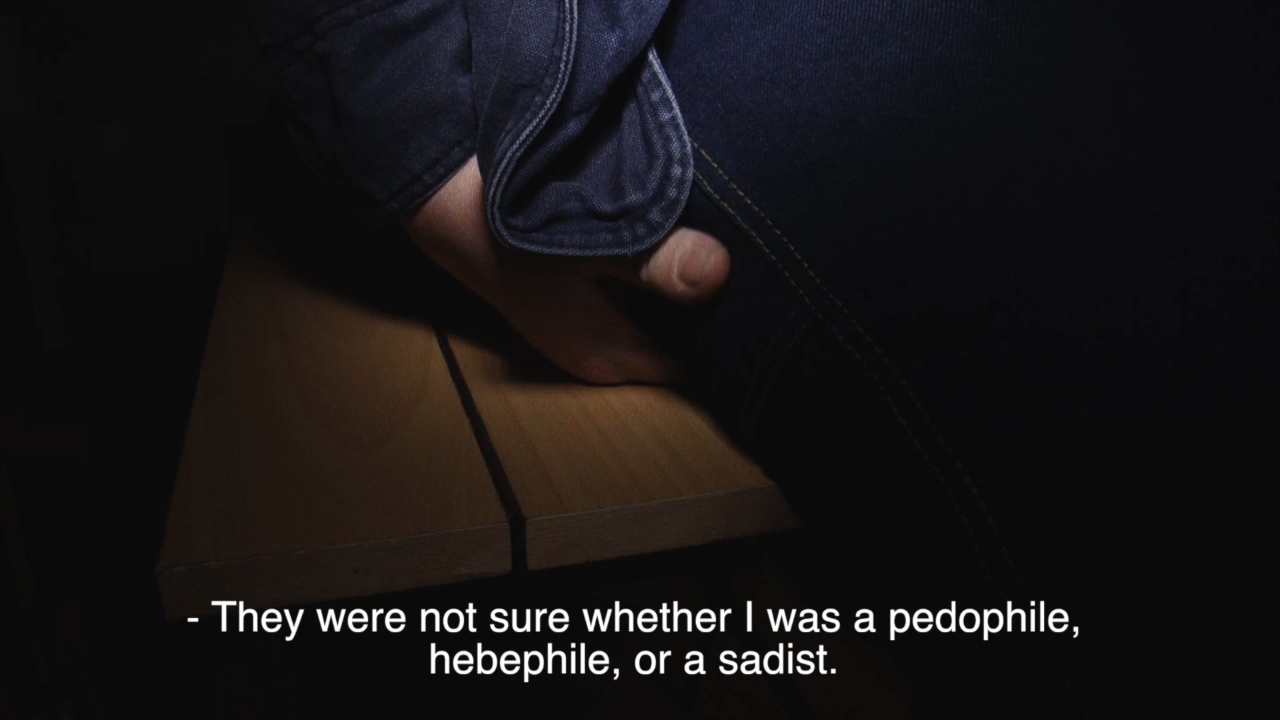 - They were not sure whether I was a pedophile,
hebephile, or a sadist.